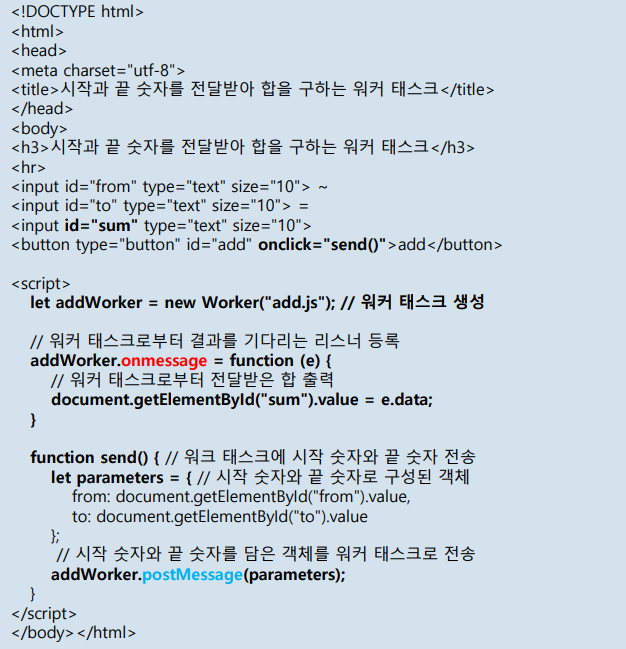 <!DOCTYPE html>
<html>
<head>
<meta charset="utf-8">
<title>시작과 끝 숫자를 전달받아 합을 구하는 워커 태스크</title>
</head>
<body>
<h3>시작과 끝 숫자를 전달받아 합을 구하는 워커 태스크</h3>
<hr>
<input id="from" type="text" size="10"> ~
<input id="to" type="text" size="10"> =
<input id="sum" type="text" size="10">
<button type="button" id="add" onclick="send()">add</button>
<script>
let addWorker = new Worker("add.js"); // 워커 태스크 생성
// 워커 태스크로부터 결과를 기다리는 리스너 등록
addWorker.onmessage = function (e) {
// 워커 태스크로부터 전달받은 합 출력
document.getElementById("sum").value = e.data;
}
function send() { // 워크 태스크에 시작 숫자와 끝 숫자 전송
let parameters = { // 시작 숫자와 끝 숫자로 구성된 객체
from: document.getElementById("from").value,
to: document.getElementById("to").value
};
// 시작 숫자와 끝 숫자를 담은 객체를 워커 태스크로 전송
addWorker.postMessage(parameters);
}
</script>
</body></html>